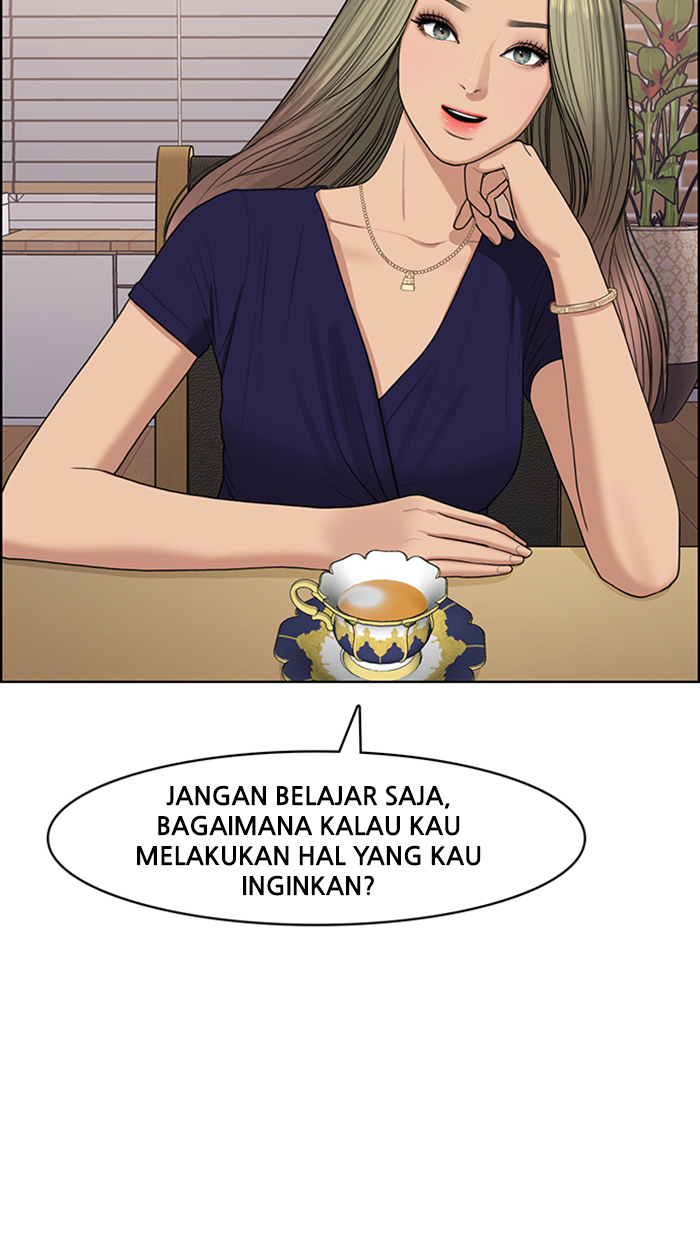 JANGAN BELAJAR SAJA,
BAGAIMANA KALAU KAU
MELAKUKAN HAL YANG KAU
INGINKAN?